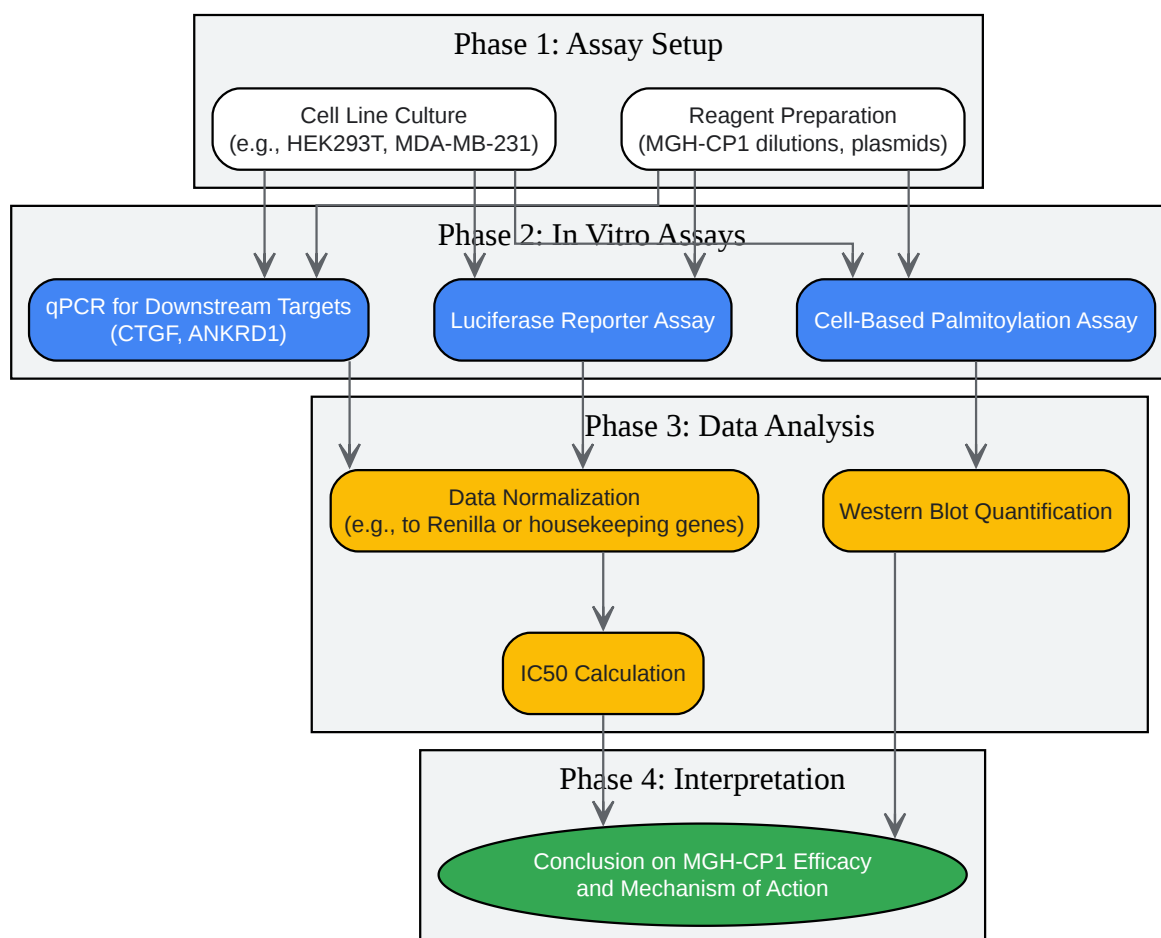 Phase 1: Assay Setup
Cell Line Culture
(e.g., HEK293T, MDA-MB-231)
Reagent Preparation
(MGH-CP1 dilutions, plasmids)
Phase 2: In Vitro Assays
qPCR for Downstream Targets
(CTGF, ANKRD1)
Luciferase Reporter Assay
Cell-Based Palmitoylation Assay
Phase 3: Data Analysis
Data Normalization
(e.g., to Renilla or housekeeping genes)
Western Blot Quantification
IC50 Calculation
Phase 4: Interpretation
Conclusion on MGH-CP1 Efficacy
and Mechanism of Action